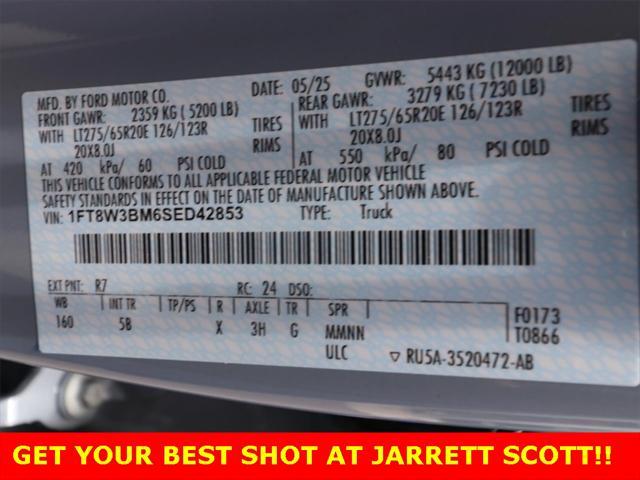 MFD. BY FORD MOTOR CO. DATE: 05/25 GVWR: 5443 KG (12000 LB)
FRONT GAWR: 2359 KG (5200 LB) REAR GAWR: 3279 KG (7230 LB)
WITH LT275/65R20E 126/123R TIRES WITH LT275/65R20E 126/123R TIRES
20X8.0J RIMS 20X8.0J RIMS
AT 420 kPa/ 60 PSI COLD AT 550 kPa/ 80 PSI COLD
THIS VEHICLE CONFORMS TO ALL APPLICABLE FEDERAL MOTOR VEHICLE
SAFETY STANDARDS IN EFFECT ON THE DATE OF MANUFACTURE SHOWN ABOVE.
VIN: 1FT8W3BM6SED42853 TYPE: Truck
EXT PNT: R7 RC: 24 DSO:
WB INT TR TP/PS R AXLE TR SPR F0173
160 5B X 3H G MMNN T0866
ULC ▽ RU5A-3520472-AB
GET YOUR BEST SHOT AT JARRETT SCOTT!!